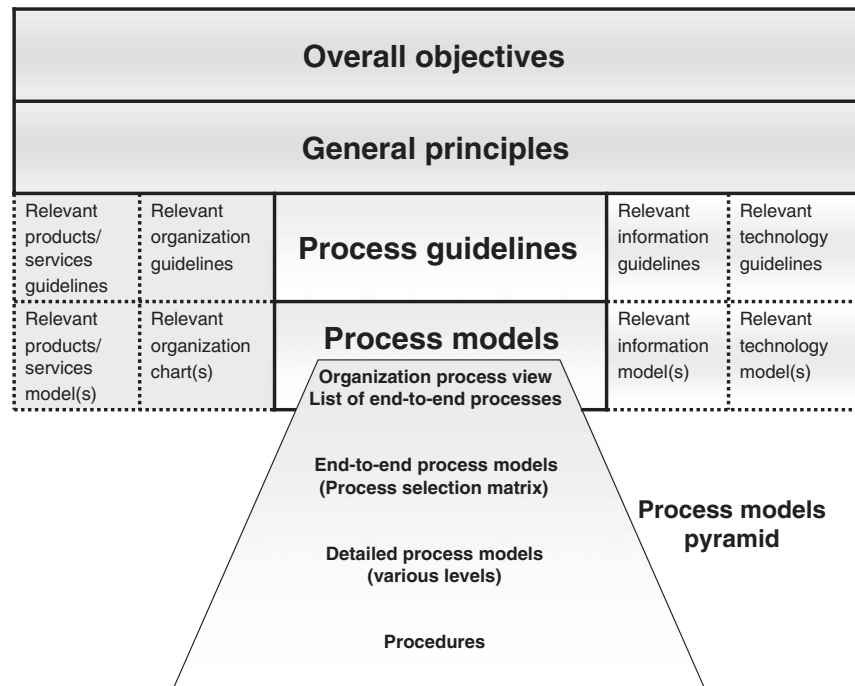 Overall objectives
General principles
Relevant
products/
services
guidelines
Relevant
organization
guidelines
Process guidelines
Relevant
information
guidelines
Relevant
technology
guidelines
Relevant
products/
services
model(s)
Relevant
organization
chart(s)
Process models
Organization process view
List of end-to-end processes
Relevant
information
model(s)
Relevant
technology
model(s)
End-to-end process models
(Process selection matrix)
Process models
pyramid
Detailed process models
(various levels)
Procedures